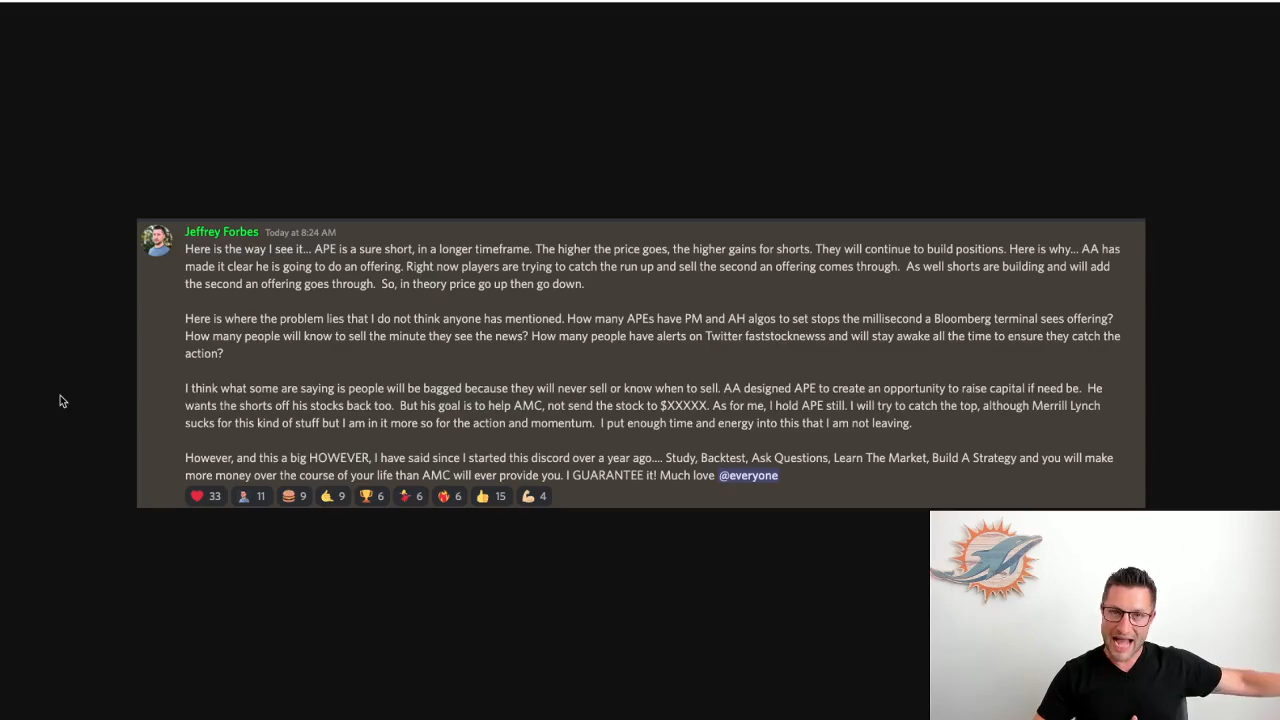 Jeffrey Forbes Today at 8:24 AM
Here is the way I see it... APE is a sure short, in a longer timeframe. The higher the price goes, the higher gains for shorts. They will continue to build positions. Here is why... AA has
made it clear he is going to do an offering. Right now players are trying to catch the run up and sell the second an offering comes through. As well shorts are building and will add
the second an offering goes through. So, in theory price go up then go down.
Here is where the problem lies that I do not think anyone has mentioned. How many APEs have PM and AH algos to set stops the millisecond a Bloomberg terminal sees offering?
How many people will know to sell the minute they see the news? How many people have alerts on Twitter faststocknewss and will stay awake all the time to ensure they catch the
action?
I think what some are saying is people will be bagged because they will never sell or know when to sell. AA designed APE to create an opportunity to raise capital if need be. He
wants the shorts off his stocks back too. But his goal is to help AMC, not send the stock to $XXXXX. As for me, I hold APE still. I will try to catch the top, although Merrill Lynch
sucks for this kind of stuff but I am in it more so for the action and momentum. I put enough time and energy into this that I am not leaving.
However, and this a big HOWEVER, I have said since I started this discord over a year ago.... Study, Backtest, Ask Questions, Learn The Market, Build A Strategy and you will make
more money over the course of your life than AMC will ever provide you. I GUARANTEE it! Much love @everyone
33 11 9 9 6 6 6 15 4